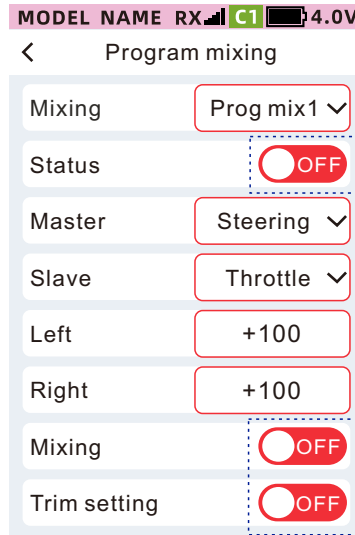 MODEL NAME RX C1 4.0V
Program mixing
Mixing Prog mix1
Status OFF
Master Steering
Slave Throttle
Left +100
Right +100
Mixing OFF
Trim setting OFF